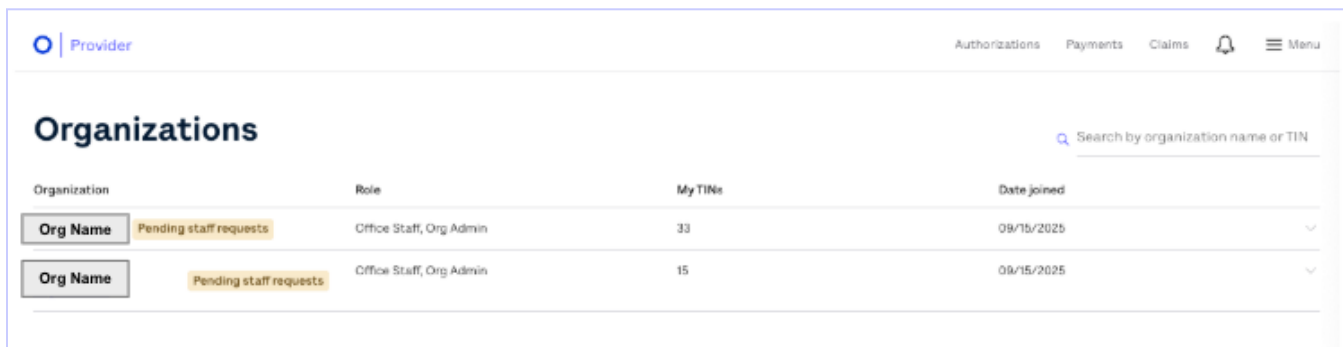 Provider
Authorizations Payments Claims Menu
Organizations
Search by organization name or TIN
Organization Role My TINs Date joined
Org Name Pending staff requests Office Staff, Org Admin 33 09/15/2025
Org Name Pending staff requests Office Staff, Org Admin 15 09/15/2025